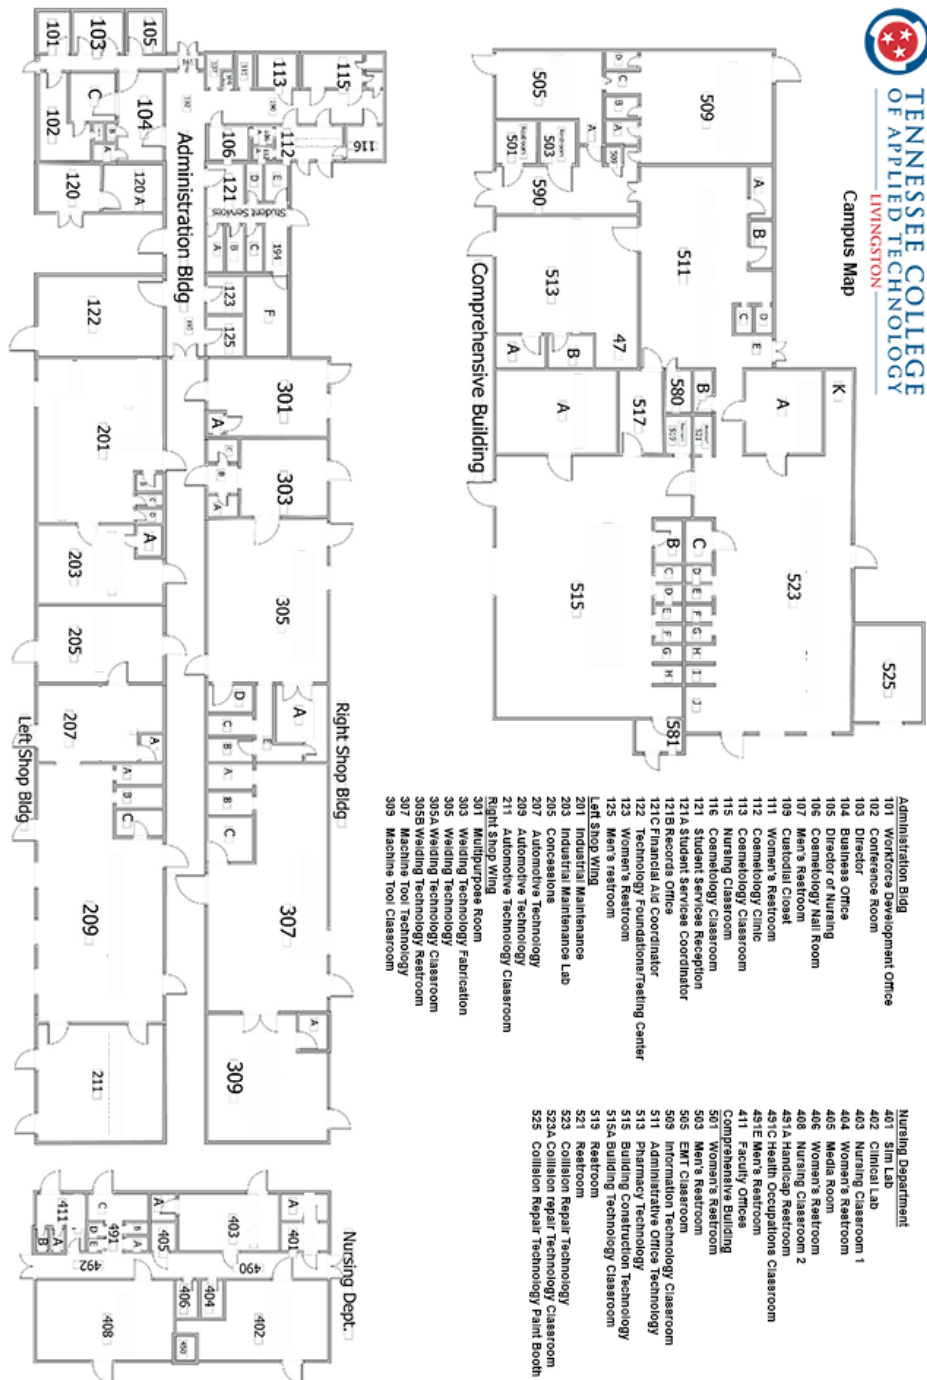 TENNESSEE COLLEGE
OF APPLIED TECHNOLOGY
LIVINGSTON
Campus Map
Administration Bldg
101 Workforce Development Office
102 Conference Room
103 Director
104 Business Office
105 Director of Nursing
106 Cosmetology Nail Room
107 Men's Restroom
109 Custodial Closet
111 Women's Restroom
112 Cosmetology Clinic
113 Cosmetology Classroom
115 Nursing Classroom
116 Cosmetology Classroom
121 Student Services Reception
121A Student Services Coordinator
121B Records Office
121C Financial Aid Coordinator
122 Technology Foundations/Testing Center
123 Women's Restroom
125 Men's restroom
Left Shop Wing
201 Industrial Maintenance
203 Industrial Maintenance Lab
205 Concessions
207 Automotive Technology
209 Automotive Technology
211 Automotive Technology Classroom
Right Shop Wing
301 Multipurpose Room
303 Welding Technology Fabrication
305 Welding Technology
305A Welding Technology Classroom
305B Welding Technology Restroom
307 Machine Tool Technology
309 Machine Tool Classroom
Nursing Department
401 Sim Lab
402 Clinical Lab
403 Nursing Classroom 1
404 Women's Restroom
405 Media Room
406 Women's Restroom
408 Nursing Classroom 2
491A Handicap Restroom
491C Health Occupations Classroom
491E Men's Restroom
411 Faculty Offices
Comprehensive Building
501 Women's Restroom
503 Men's Restroom
505 EMT Classroom
509 Information Technology Classroom
511 Administrative Office Technology
513 Pharmacy Technology
515 Building Construction Technology
515A Building Technology Classroom
519 Restroom
521 Restroom
523 Collision Repair Technology
523A Collision repair Technology Classroom
525 Collision Repair Technology Paint Booth
Comprehensive Building
505
509
D
C
B
A
A
Restroom
501
Restroom
503
590
A
B
511
513
C
D
E
47
A
B
A
517
580
B
519
521
A
K
B
C
C
D
D
E
E
F
F
G
G
H
H
I
J
515
523
525
581
Administration Bldg
101
103
105
113
115
102
C
104
B
A
106
112
116
120
120 A
121
D
E
Student Services
A
B
C
194
122
123
125
F
Right Shop Bldg
301
A
C
B
A
303
305
D
C
B
A
E
A
B
C
307
A
309
Left Shop Bldg
201
B
C
D
A
203
205
207
A
A
B
C
209
211
Nursing Dept.
411
C
491
B
A
D
E
A
B
A
405
403
A
401
492
490
408
406
404
402
450